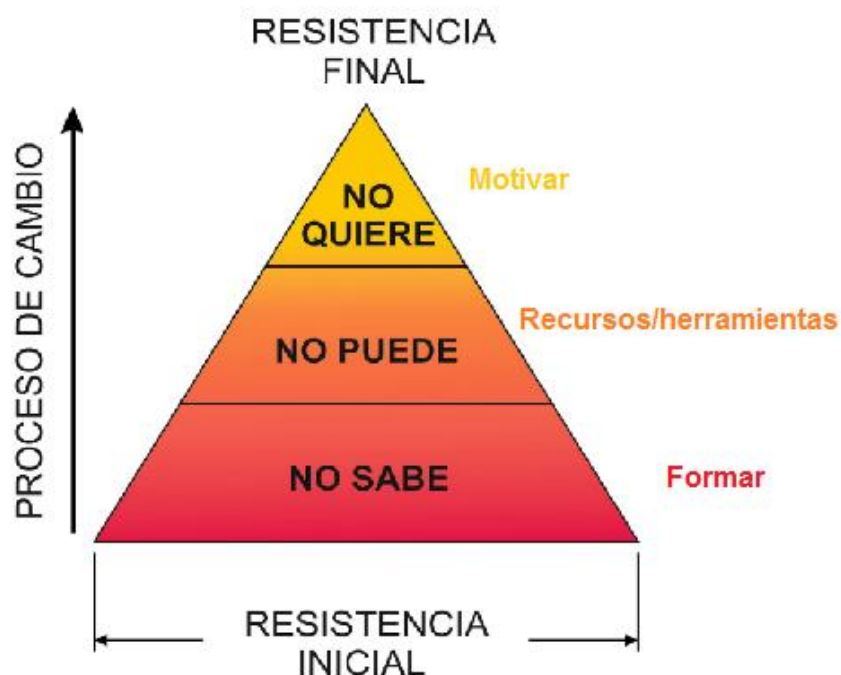 RESISTENCIA
FINAL
PROCESO DE CAMBIO
NO
QUIERE
Motivar
NO PUEDE
Recursos/herramientas
NO SABE
Formar
RESISTENCIA
INICIAL